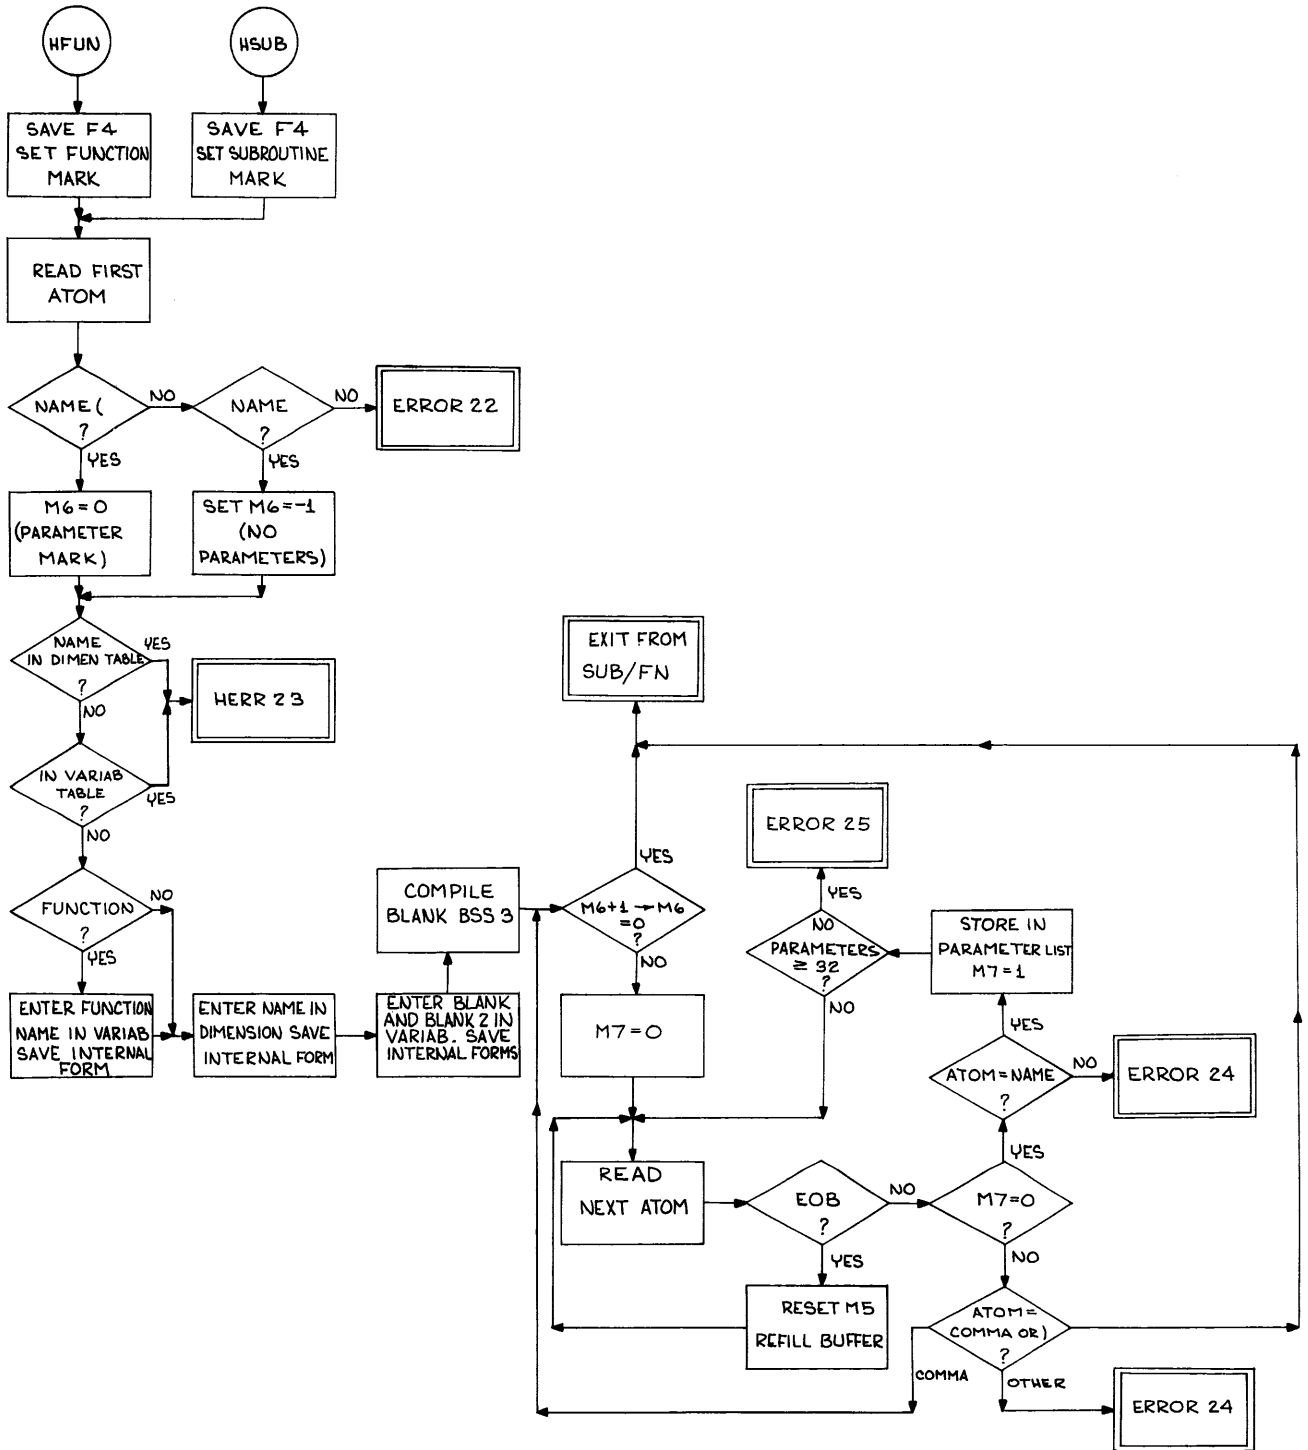 HFUN
HSUB
SAVE F4
SET FUNCTION
MARK
SAVE F4
SET SUBROUTINE
MARK
READ FIRST
ATOM
NAME (
?
NO
YES
NAME
?
NO
YES
ERROR 22
M6 = 0
(PARAMETER
MARK)
SET M6 = -1
(NO
PARAMETERS)
NAME
IN DIMEN TABLE
?
YES
NO
HERR 23
IN VARIAB
TABLE
?
YES
NO
FUNCTION
?
NO
YES
ENTER FUNCTION
NAME IN VARIAB
SAVE INTERNAL
FORM
ENTER NAME IN
DIMENSION SAVE
INTERNAL FORM
ENTER BLANK
AND BLANK 2 IN
VARIAB. SAVE
INTERNAL FORMS
COMPILE
BLANK BSS 3
EXIT FROM
SUB/FN
YES
M6+1 → M6
=0
?
NO
M7=0
READ
NEXT ATOM
EOB
?
NO
YES
RESET M5
REFILL BUFFER
ERROR 25
YES
NO
PARAMETERS
≥ 32
?
NO
STORE IN
PARAMETER LIST
M7=1
YES
ATOM=NAME
?
NO
ERROR 24
YES
M7=0
?
NO
ATOM=
COMMA OR )
?
COMMA
OTHER
ERROR 24